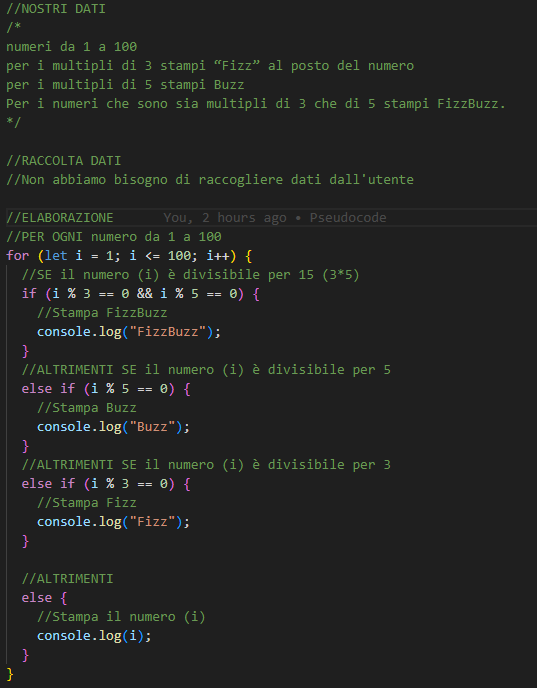 //NOSTRI DATI
/*
numeri da 1 a 100
per i multipli di 3 stampi “Fizz” al posto del numero
per i multipli di 5 stampi Buzz
Per i numeri che sono sia multipli di 3 che di 5 stampi FizzBuzz.
*/

//RACCOLTA DATI
//Non abbiamo bisogno di raccogliere dati dall'utente

//ELABORAZIONE You, 2 hours ago • Pseudocode
//PER OGNI numero da 1 a 100
for (let i = 1; i <= 100; i++) {
  //SE il numero (i) è divisibile per 15 (3*5)
  if (i % 3 == 0 && i % 5 == 0) {
    //Stampa FizzBuzz
    console.log("FizzBuzz");
  }
  //ALTRIMENTI SE il numero (i) è divisibile per 5
  else if (i % 5 == 0) {
    //Stampa Buzz
    console.log("Buzz");
  }
  //ALTRIMENTI SE il numero (i) è divisibile per 3
  else if (i % 3 == 0) {
    //Stampa Fizz
    console.log("Fizz");
  }

  //ALTRIMENTI
  else {
    //Stampa il numero (i)
    console.log(i);
  }
}